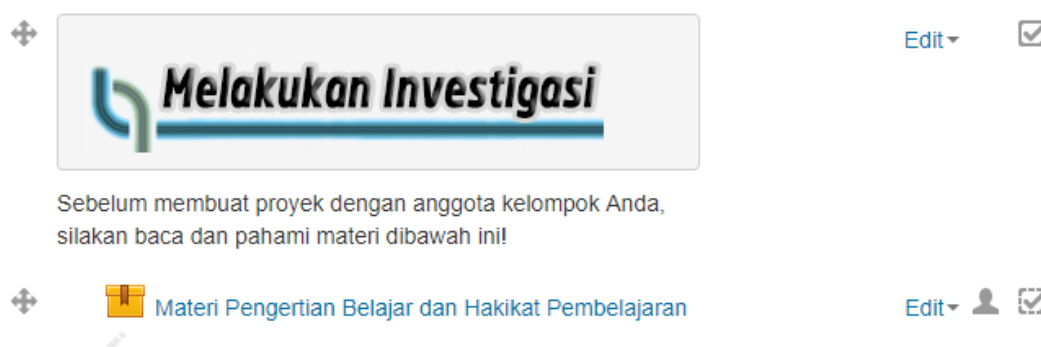 Melakukan Investigasi
Edit
Sebelum membuat proyek dengan anggota kelompok Anda,
silakan baca dan pahami materi dibawah ini!
Materi Pengertian Belajar dan Hakikat Pembelajaran
Edit